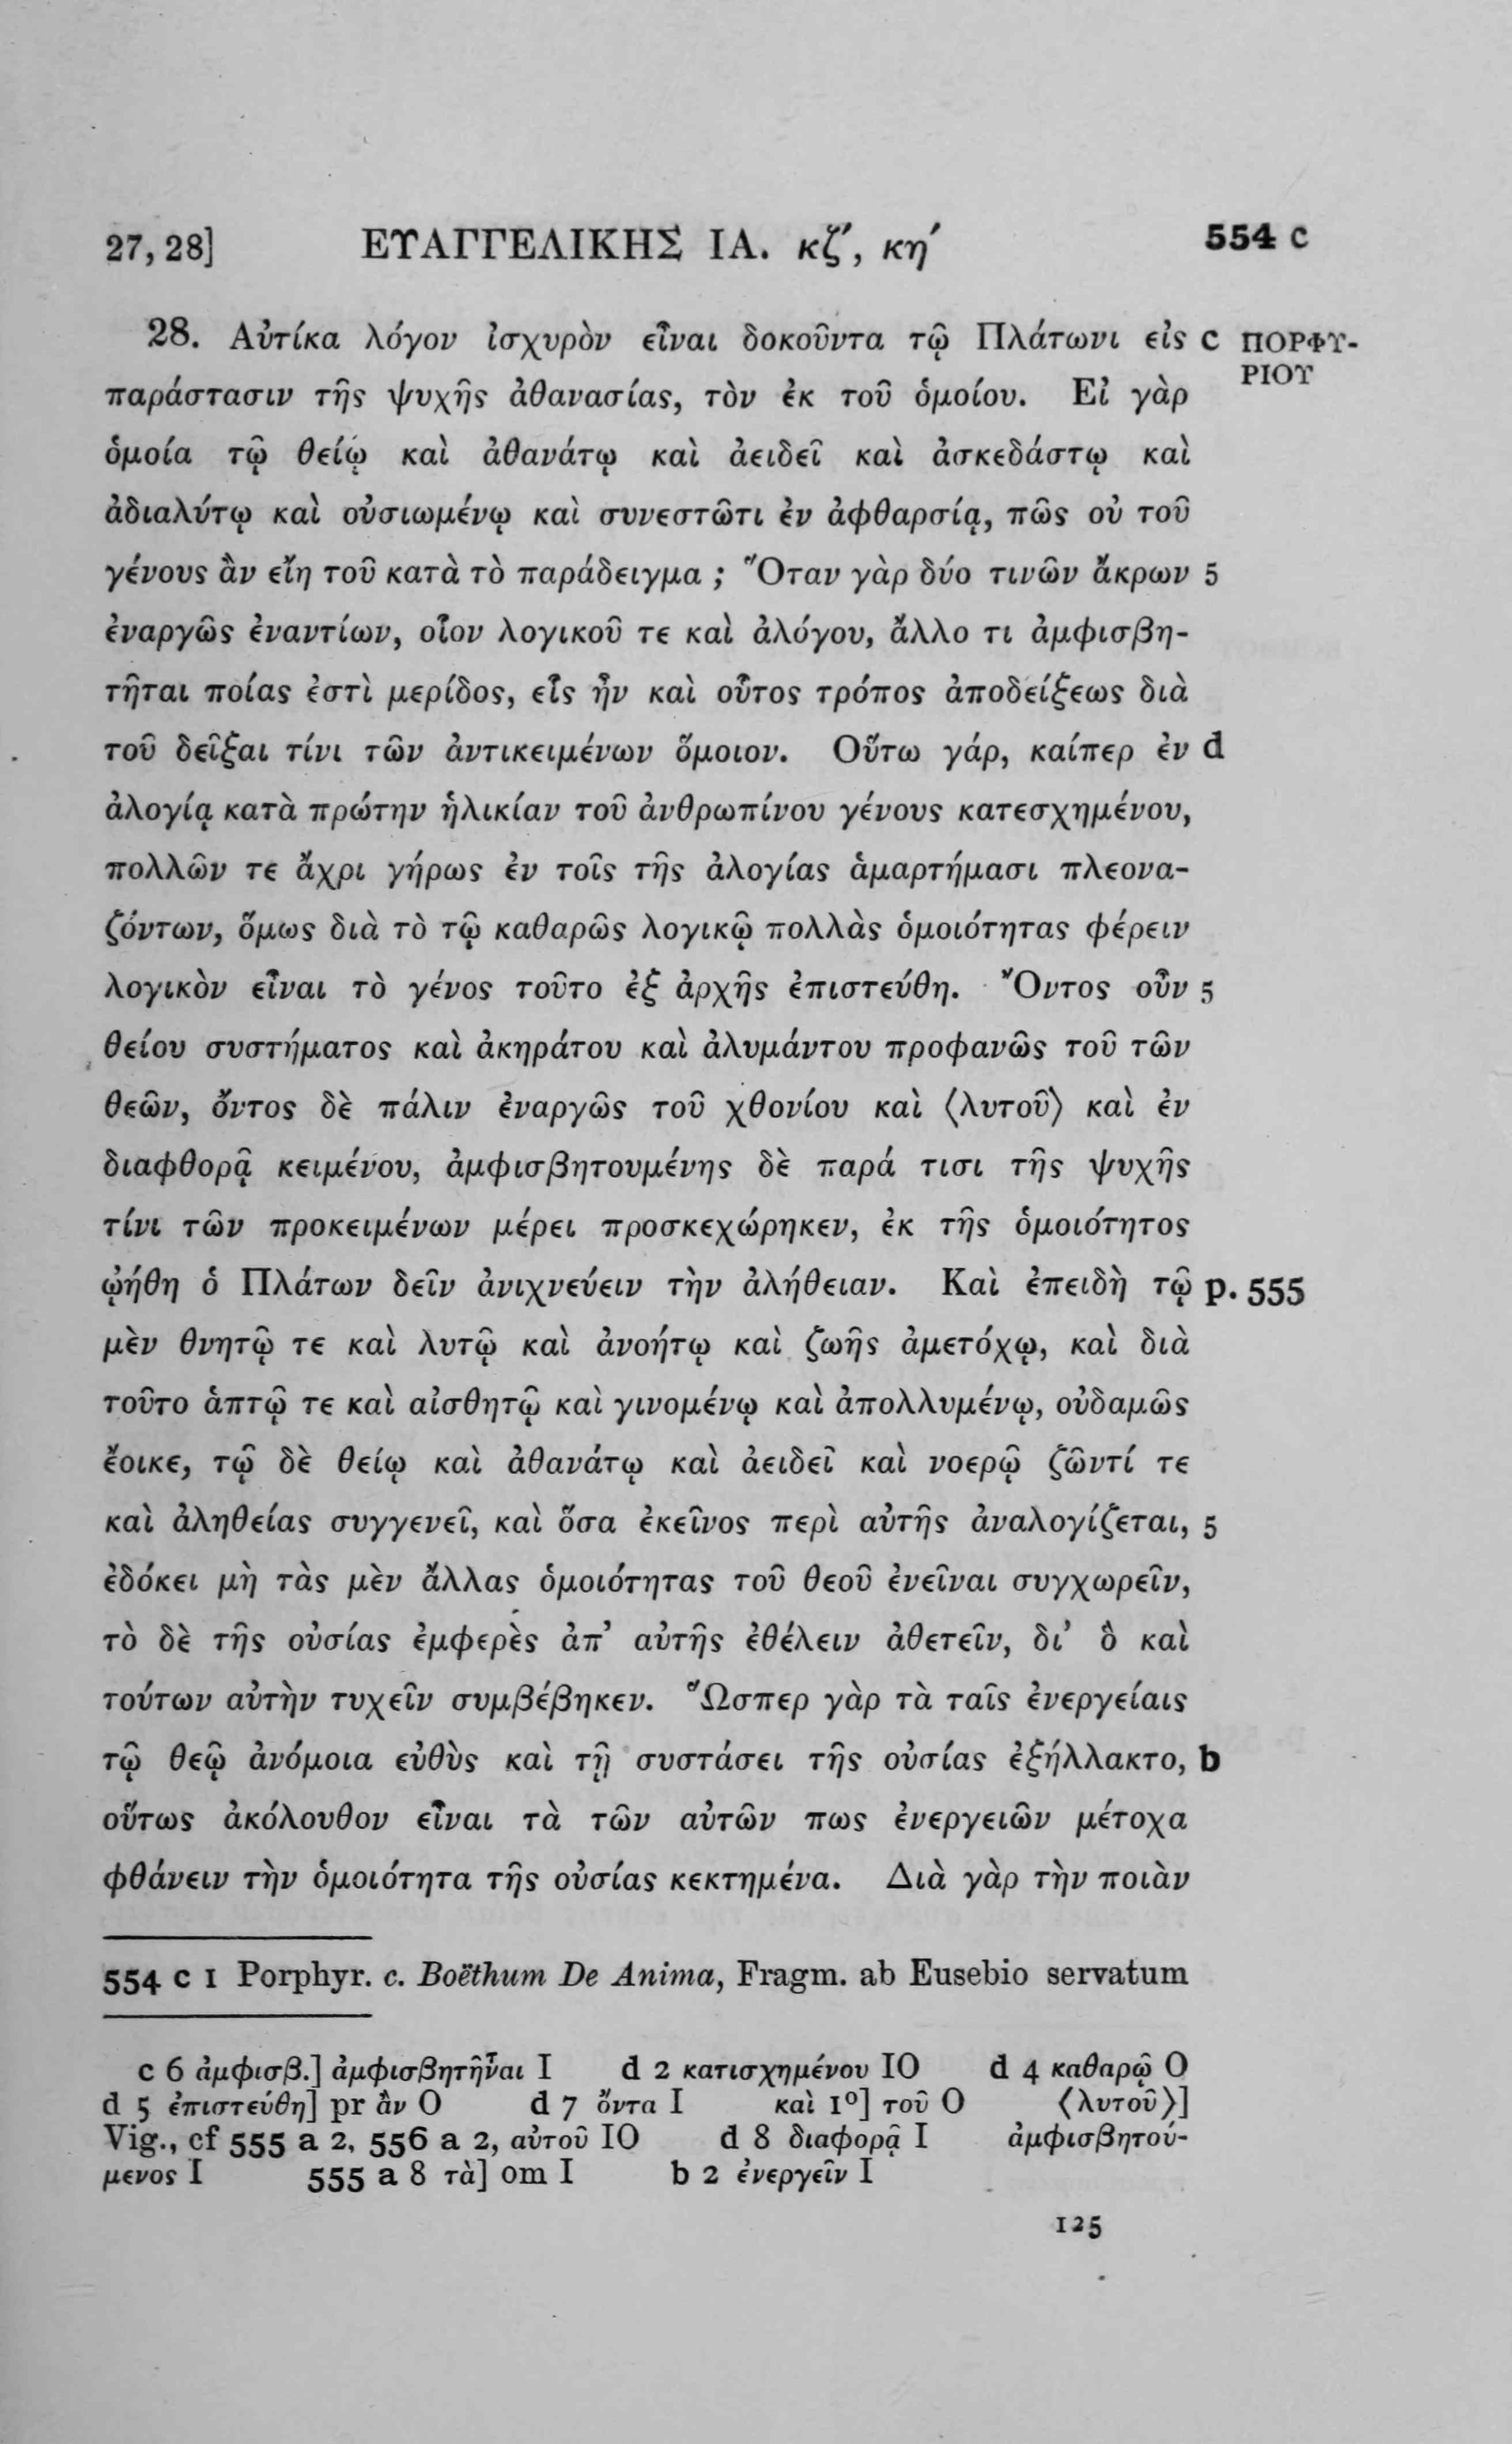 27, 28] ΕΥΑΓΓΕΛΙΚΗΣ ΙΑ. κζ′, κη′ 554 c
28. Αὐτίκα λόγον ἰσχυρὸν εἶναι δοκοῦντα τῷ Πλάτωνι εἰς c ΠΟΡΦΥ-
παράστασιν τῆς ψυχῆς ἀθανασίας, τὸν ἐκ τοῦ ὁμοίου. Εἰ γὰρ ΡΙΟΥ
ὁμοία τῷ θείῳ καὶ ἀθανάτῳ καὶ ἀειδεῖ καὶ ἀσκεδάστῳ καὶ
ἀδιαλύτῳ καὶ οὐσιωμένῳ καὶ συνεστῶτι ἐν ἀφθαρσίᾳ, πῶς οὐ τοῦ
γένους ἂν εἴη τοῦ κατὰ τὸ παράδειγμα ; Ὅταν γὰρ δύο τινῶν ἄκρων 5
ἐναργῶς ἐναντίων, οἷον λογικοῦ τε καὶ ἀλόγου, ἄλλο τι ἀμφισβη-
τῆται ποίας ἐστὶ μερίδος, εἷς ἦν καὶ οὗτος τρόπος ἀποδείξεως διὰ
τοῦ δεῖξαι τίνι τῶν ἀντικειμένων ὅμοιον. Οὕτω γάρ, καίπερ ἐν d
ἀλογίᾳ κατὰ πρώτην ἡλικίαν τοῦ ἀνθρωπίνου γένους κατεσχημένου,
πολλῶν τε ἄχρι γήρως ἐν τοῖς τῆς ἀλογίας ἁμαρτήμασι πλεονα-
ζόντων, ὅμως διὰ τὸ τῷ καθαρῶς λογικῷ πολλὰς ὁμοιότητας φέρειν
λογικὸν εἶναι τὸ γένος τοῦτο ἐξ ἀρχῆς ἐπιστεύθη. Ὄντος οὖν 5
θείου συστήματος καὶ ἀκηράτου καὶ ἀλυμάντου προφανῶς τοῦ τῶν
θεῶν, ὄντος δὲ πάλιν ἐναργῶς τοῦ χθονίου καὶ ⟨λυτοῦ⟩ καὶ ἐν
διαφθορᾷ κειμένου, ἀμφισβητουμένης δὲ παρά τισι τῆς ψυχῆς
τίνι τῶν προκειμένων μέρει προσκεχώρηκεν, ἐκ τῆς ὁμοιότητος
ᾠήθη ὁ Πλάτων δεῖν ἀνιχνεύειν τὴν ἀλήθειαν. Καὶ ἐπειδὴ τῷ p. 555
μὲν θνητῷ τε καὶ λυτῷ καὶ ἀνοήτῳ καὶ ζωῆς ἀμετόχῳ, καὶ διὰ
τοῦτο ἁπτῷ τε καὶ αἰσθητῷ καὶ γινομένῳ καὶ ἀπολλυμένῳ, οὐδαμῶς
ἔοικε, τῷ δὲ θείῳ καὶ ἀθανάτῳ καὶ ἀειδεῖ καὶ νοερῷ ζῶντί τε
καὶ ἀληθείας συγγενεῖ, καὶ ὅσα ἐκεῖνος περὶ αὐτῆς ἀναλογίζεται, 5
ἐδόκει μὴ τὰς μὲν ἄλλας ὁμοιότητας τοῦ θεοῦ ἐνεῖναι συγχωρεῖν,
τὸ δὲ τῆς οὐσίας ἐμφερὲς ἀπ’ αὐτῆς ἐθέλειν ἀθετεῖν, δι’ ὃ καὶ
τούτων αὐτὴν τυχεῖν συμβέβηκεν. Ὥσπερ γὰρ τὰ ταῖς ἐνεργείαις
τῷ θεῷ ἀνόμοια εὐθὺς καὶ τῇ συστάσει τῆς οὐσίας ἐξήλλακτο, b
οὕτως ἀκόλουθον εἶναι τὰ τῶν αὐτῶν πως ἐνεργειῶν μέτοχα
φθάνειν τὴν ὁμοιότητα τῆς οὐσίας κεκτημένα. Διὰ γὰρ τὴν ποιὰν
554 c 1 Porphyr. c. Boëthum De Anima, Fragm. ab Eusebio servatum
c 6 ἀμφισβ.] ἀμφισβητῆναι I d 2 κατισχημένου IO d 4 καθαρῷ O
d 5 ἐπιστεύθη] pr ἂν O d 7 ὄντα I καὶ 1º] τοῦ O ⟨λυτοῦ⟩]
Vig., cf 555 a 2, 556 a 2, αὐτοῦ IO d 8 διαφορᾷ I ἀμφισβητού-
μενος I 555 a 8 τὰ] om I b 2 ἐνεργεῖν I
125